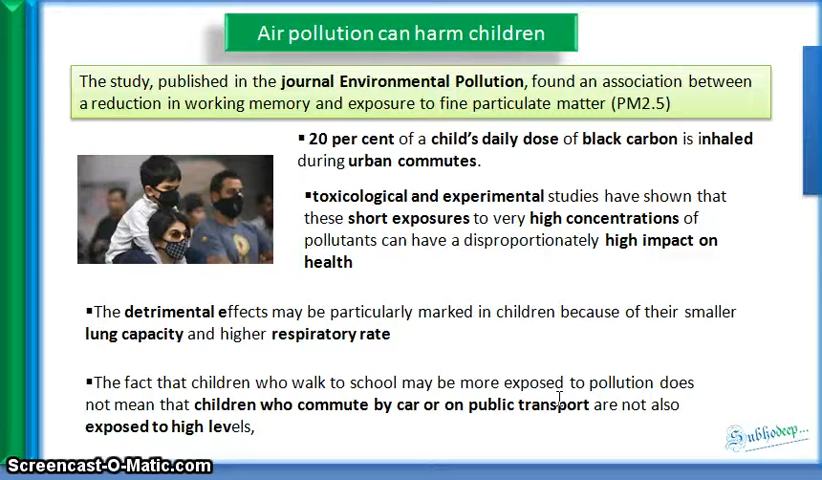 Air pollution can harm children
The study, published in the journal Environmental Pollution, found an association between
a reduction in working memory and exposure to fine particulate matter (PM2.5)
▪ 20 per cent of a child's daily dose of black carbon is inhaled
during urban commutes.
▪toxicological and experimental studies have shown that
these short exposures to very high concentrations of
pollutants can have a disproportionately high impact on
health
▪The detrimental effects may be particularly marked in children because of their smaller
lung capacity and higher respiratory rate
▪The fact that children who walk to school may be more exposed to pollution does
not mean that children who commute by car or on public transport are not also
exposed to high levels,
Subhodeep...
Screencast-O-Matic.com